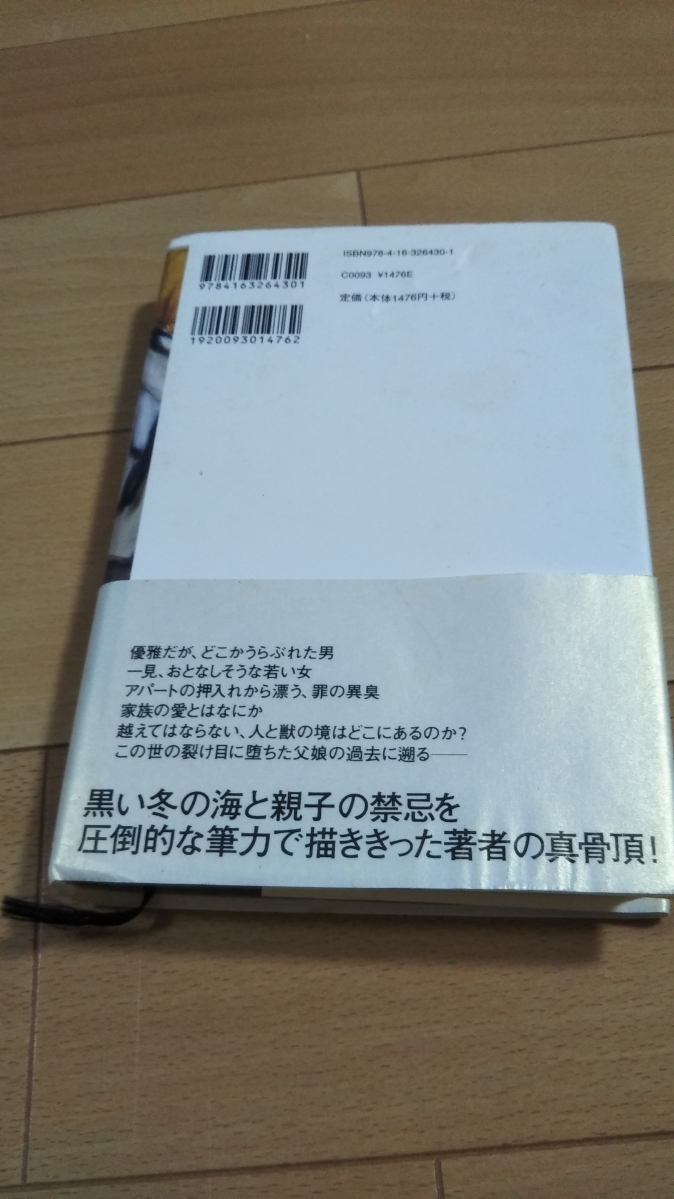 ISBN978-4-16-326430-1
9784163264301
C0093 ¥1476E
定価(本体1476円+税)
1920093014762
優雅だが、どこかうらぶれた男
一見、おとなしそうな若い女
アパートの押入れから漂う、罪の異臭
家族の愛とはなにか
越えてはならない、人と獣の境はどこにあるのか?
この世の裂け目に堕ちた父娘の過去に遡る――
黒い冬の海と親子の禁忌を
圧倒的な筆力で描ききった著者の真骨頂!